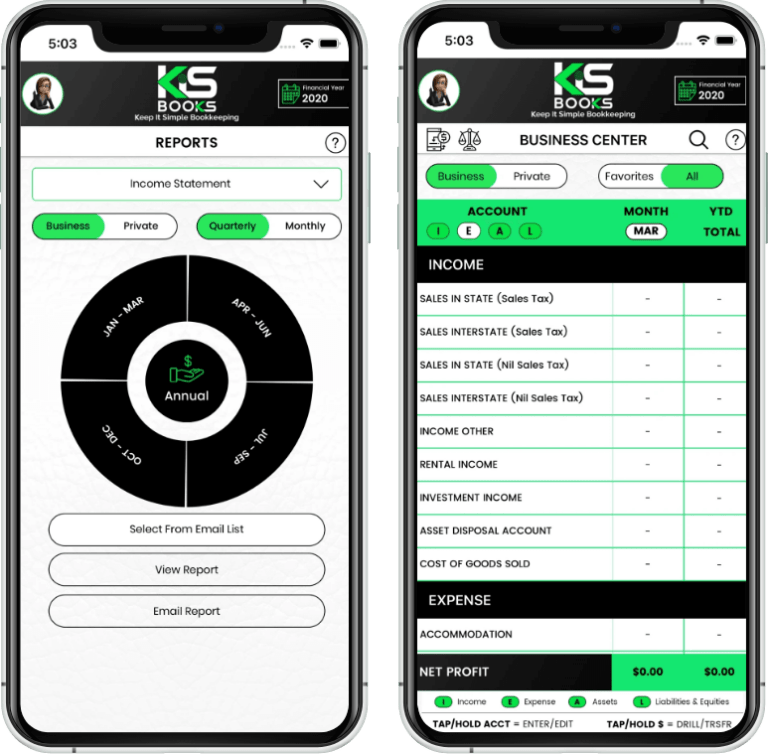 5:03
KS
BOOKS
Keep It Simple Bookkeeping
Financial Year
2020
REPORTS
?
Income Statement
Business Private
Quarterly Monthly
JAN - MAR
APR - JUN
$
Annual
OCT - DEC
JUL - SEP
Select From Email List
View Report
Email Report
5:03
KS
BOOKS
Keep It Simple Bookkeeping
Financial Year
2020
$
BUSINESS CENTER
?
Business Private
Favorites All
ACCOUNT MONTH YTD
I E A L MAR TOTAL
INCOME
SALES IN STATE (Sales Tax) - -
SALES INTERSTATE (Sales Tax) - -
SALES IN STATE (Nil Sales Tax) - -
SALES INTERSTATE (Nil Sales Tax) - -
INCOME OTHER - -
RENTAL INCOME - -
INVESTMENT INCOME - -
ASSET DISPOSAL ACCOUNT - -
COST OF GOODS SOLD - -
EXPENSE
ACCOMMODATION - -
NET PROFIT $0.00 $0.00
I Income E Expense A Assets L Liabilities & Equities
TAP/HOLD ACCT = ENTER/EDIT TAP/HOLD $ = DRILL/TRSFR